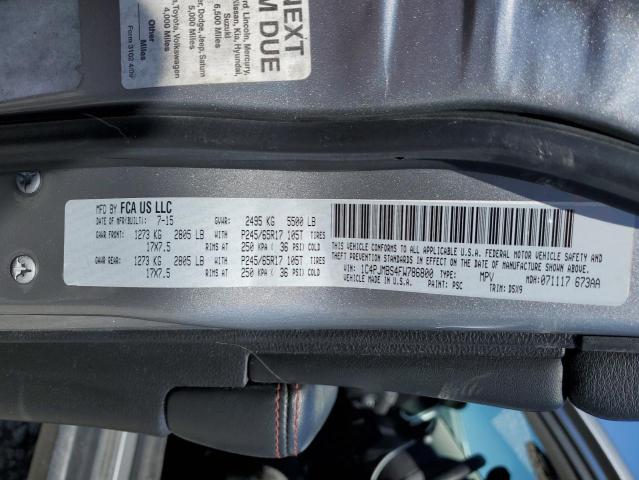 NEXT
M DUE
Ford, Lincoln, Mercury,
Nissan, Kia, Hyundai,
Suzuki
6,500 Miles
Dodge, Jeep, Saturn
5,000 Miles
Toyota, Volkswagen
4,000 Miles
Other
Miles
Form 3102
MFD BY FCA US LLC
DATE OF MFR(BUILT): 7-15 GVWR: 2495 KG 5500 LB
GAWR FRONT: 1273 KG 2805 LB WITH P245/65R17 105T TIRES
17X7.5 RIMS AT 250 KPA ( 36 PSI) COLD
GAWR REAR: 1273 KG 2805 LB WITH P245/65R17 105T TIRES
17X7.5 RIMS AT 250 KPA ( 36 PSI) COLD
THIS VEHICLE CONFORMS TO ALL APPLICABLE U.S.A. FEDERAL MOTOR VEHICLE SAFETY AND
THEFT PREVENTION STANDARDS IN EFFECT ON THE DATE OF MANUFACTURE SHOWN ABOVE.
VIN: 1C4PJMBS4FW786800 TYPE: MPV MDH: 071117 673AA
VEHICLE MADE IN U.S.A. PAINT: PSC TRIM: DSX9